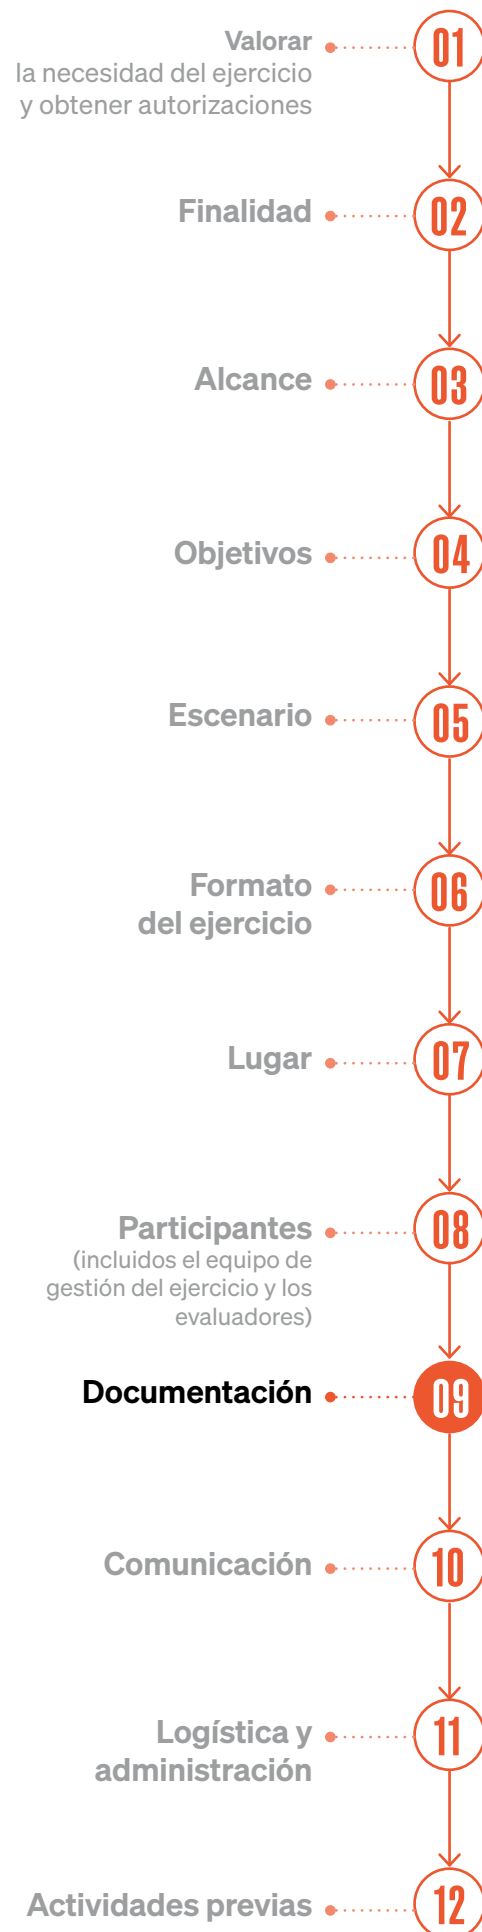 Valorar
01
la necesidad del ejercicio
y obtener autorizaciones
Finalidad
02
Alcance
03
Objetivos
04
Escenario
05
Formato
06
del ejercicio
Lugar
07
Participantes
08
(incluidos el equipo de
gestión del ejercicio y los
evaluadores)
Documentación
09
Comunicación
10
Logística y
11
administración
Actividades previas
12